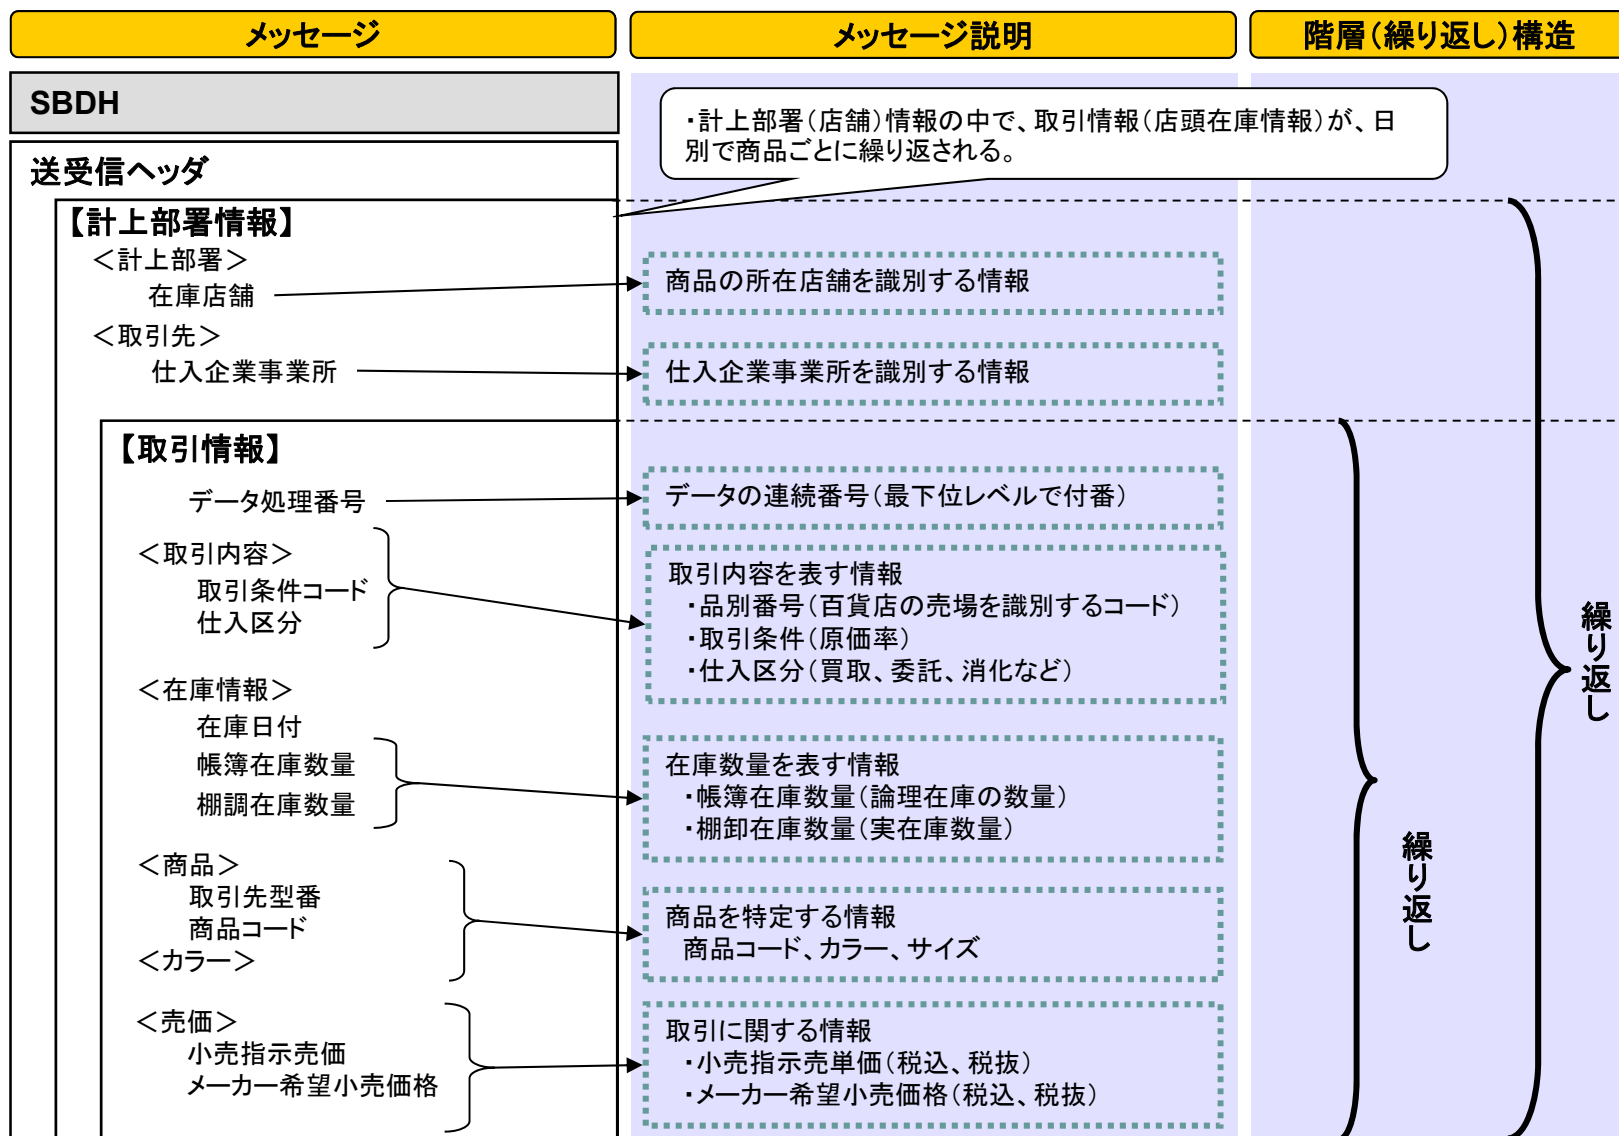 メッセージ
メッセージ説明
階層（繰り返し）構造
SBDH
・計上部署（店舗）情報の中で、取引情報（店頭在庫情報）が、日
別で商品ごとに繰り返される。
送受信ヘッダ
【計上部署情報】
＜計上部署＞
在庫店舗
商品の所在店舗を識別する情報
＜取引先＞
仕入企業事業所
仕入企業事業所を識別する情報
【取引情報】
データ処理番号
データの連続番号（最下位レベルで付番）
＜取引内容＞
取引条件コード
仕入区分
取引内容を表す情報
・品別番号（百貨店の売場を識別するコード）
・取引条件（原価率）
・仕入区分（買取、委託、消化など）
＜在庫情報＞
在庫日付
帳簿在庫数量
棚調在庫数量
在庫数量を表す情報
・帳簿在庫数量（論理在庫の数量）
・棚卸在庫数量（実在庫数量）
＜商品＞
取引先型番
商品コード
＜カラー＞
商品を特定する情報
商品コード、カラー、サイズ
＜売価＞
小売指示売価
メーカー希望小売価格
取引に関する情報
・小売指示売単価（税込、税抜）
・メーカー希望小売価格（税込、税抜）
繰り返し
繰り返し